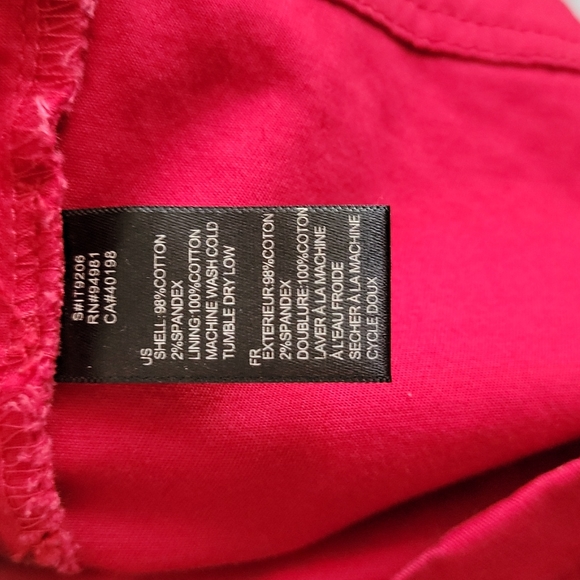 S#IT9206
RN#94981
CA#40198
US
SHELL:98%COTTON
2%SPANDEX
LINING:100%COTTON
MACHINE WASH COLD
TUMBLE DRY LOW
FR
EXTERIEUR:98%COTON
2%SPANDEX
DOUBLURE:100%COTON
LAVER À LA MACHINE
À L'EAU FROIDE
SECHER À LA MACHINE
CYCLE DOUX